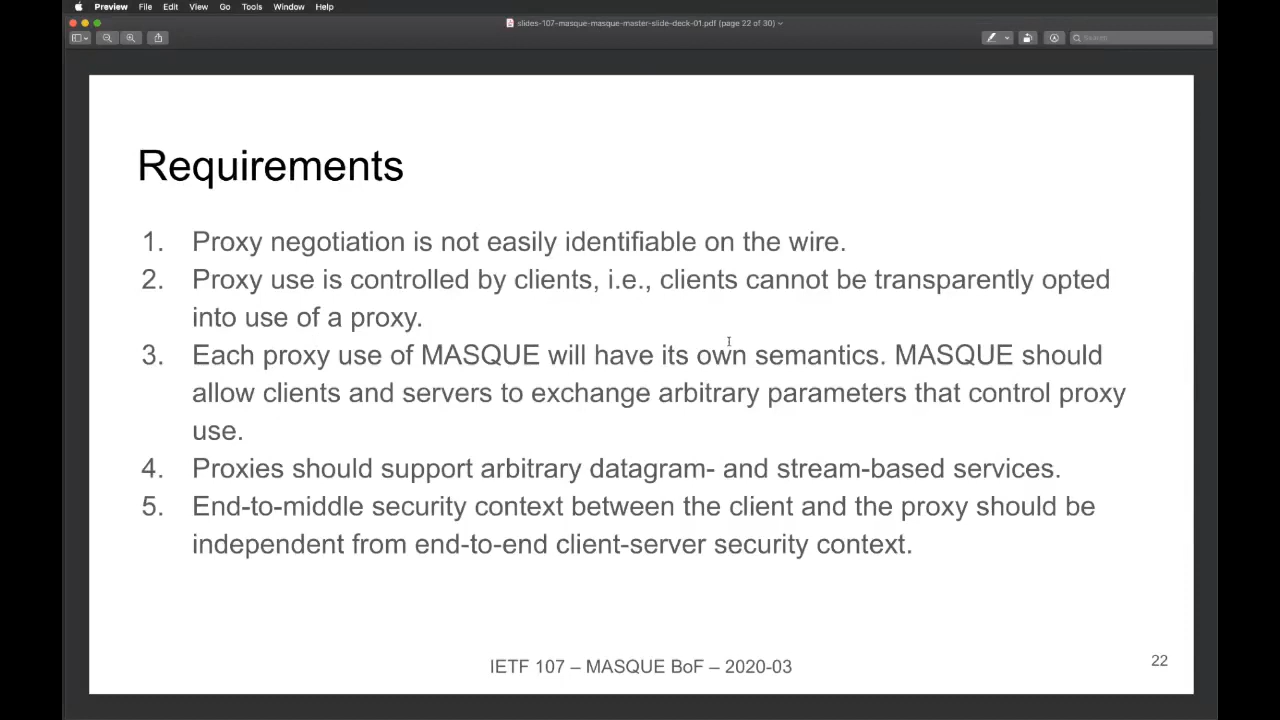 Preview File Edit View Go Tools Window Help
slides-107-masque-masque-master-slide-deck-01.pdf (page 22 of 30)
Search
Requirements
1. Proxy negotiation is not easily identifiable on the wire.
2. Proxy use is controlled by clients, i.e., clients cannot be transparently opted
into use of a proxy.
3. Each proxy use of MASQUE will have its own semantics. MASQUE should
allow clients and servers to exchange arbitrary parameters that control proxy
use.
4. Proxies should support arbitrary datagram- and stream-based services.
5. End-to-middle security context between the client and the proxy should be
independent from end-to-end client-server security context.
IETF 107 – MASQUE BoF – 2020-03
22